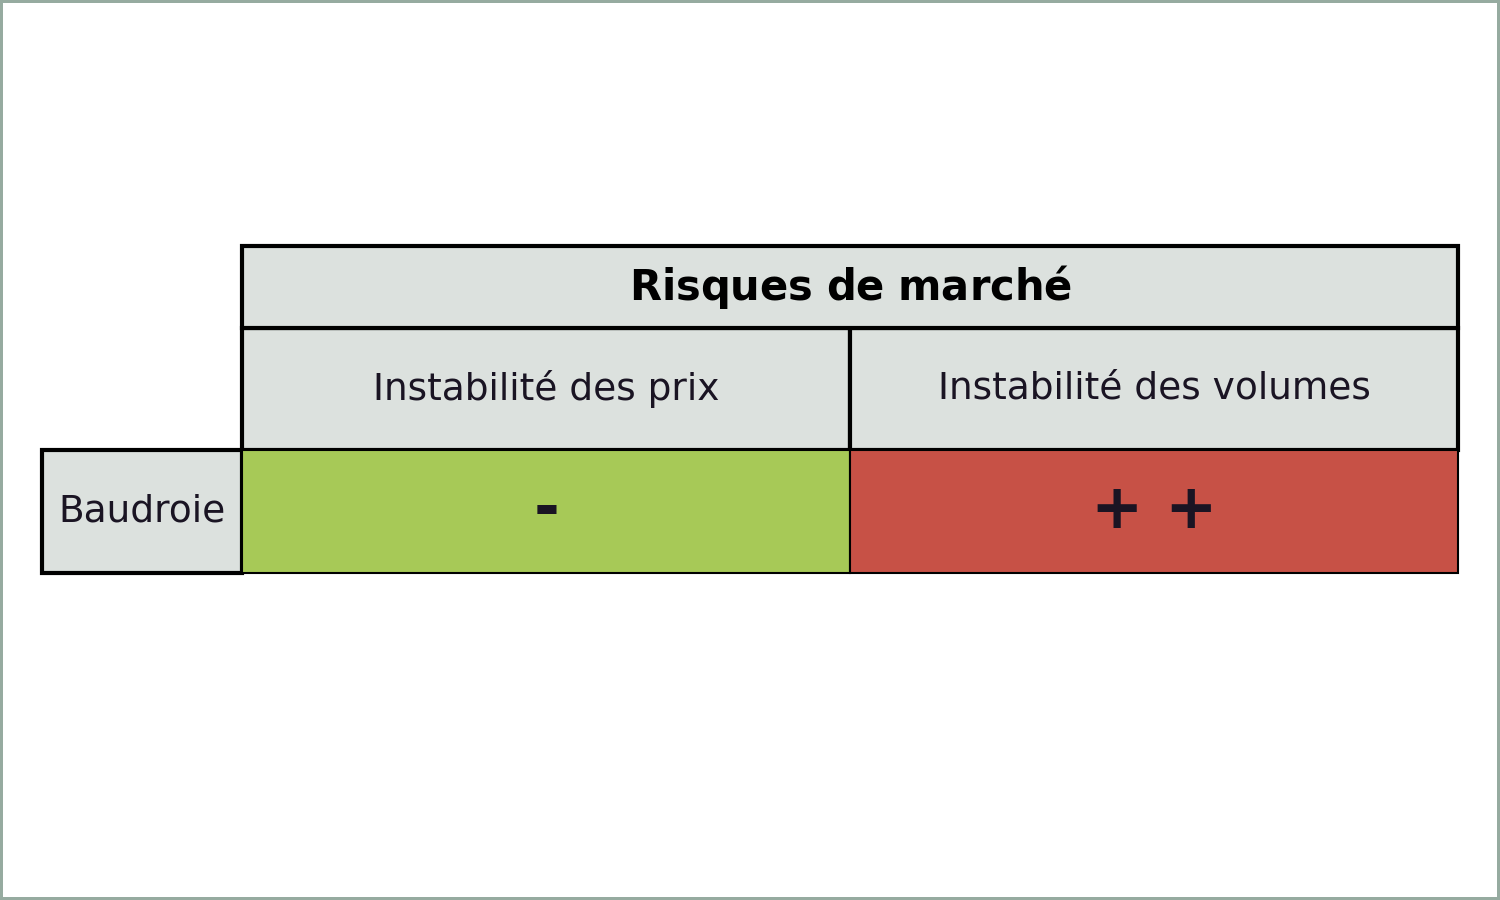 Risques de marché
Instabilité des prix
Instabilité des volumes
Baudroie
-
+ +